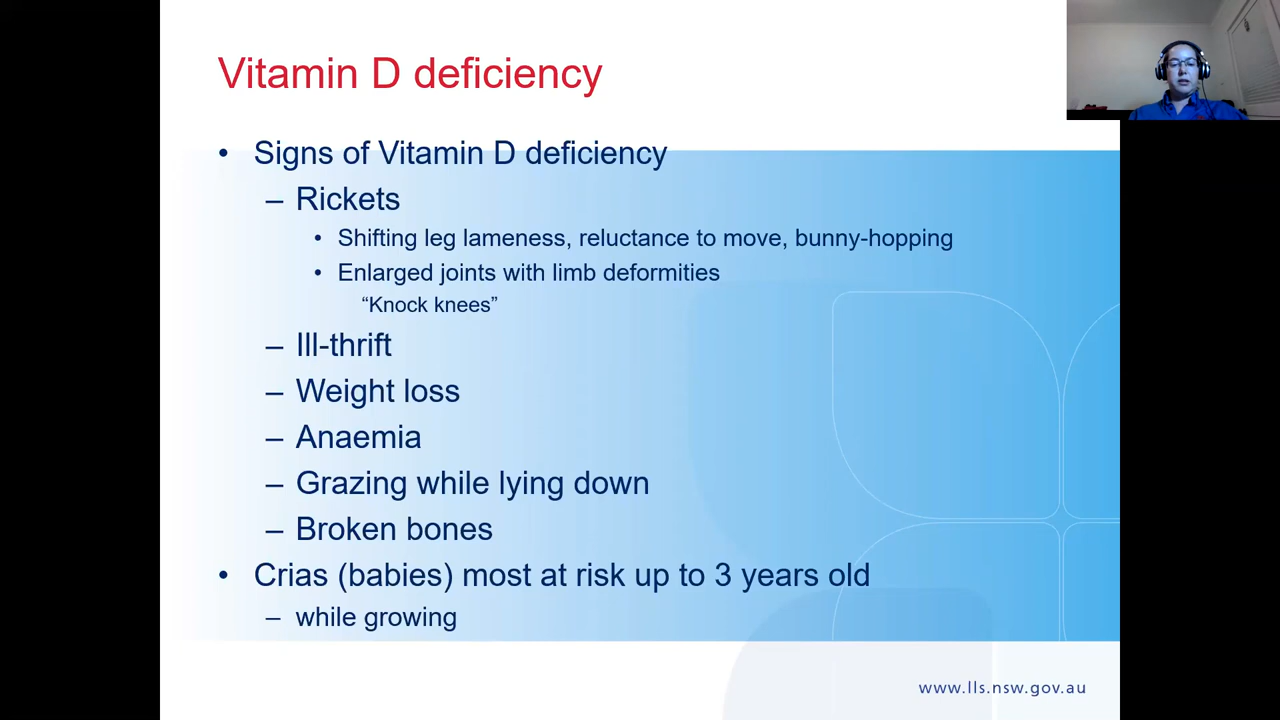 Vitamin D deficiency
• Signs of Vitamin D deficiency
– Rickets
• Shifting leg lameness, reluctance to move, bunny-hopping
• Enlarged joints with limb deformities
“Knock knees”
– Ill-thrift
– Weight loss
– Anaemia
– Grazing while lying down
– Broken bones
• Crias (babies) most at risk up to 3 years old
– while growing
www.lls.nsw.gov.au